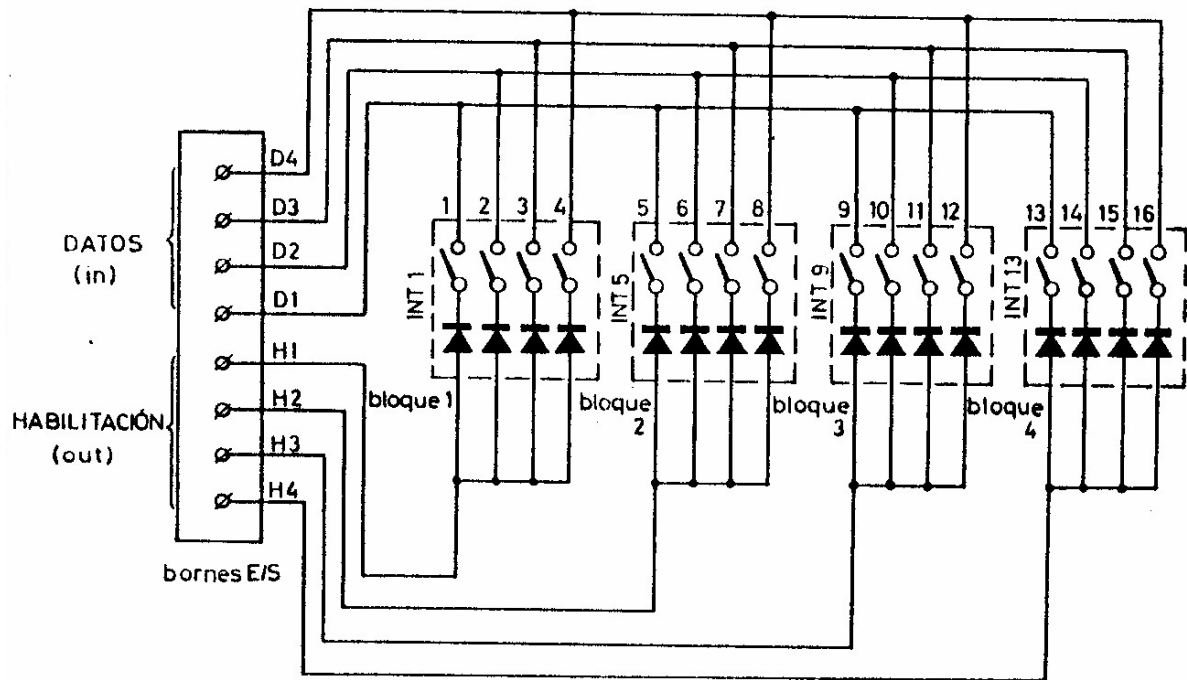 D4
D3
D2
D1
H1
H2
H3
H4
DATOS
(in)
HABILITACIÓN
(out)
bornes E/S
1 2 3 4
INT 1
bloque 1
5 6 7 8
INT 5
bloque
2
9 10 11 12
INT 9
bloque
3
13 14 15 16
INT 13
bloque
4